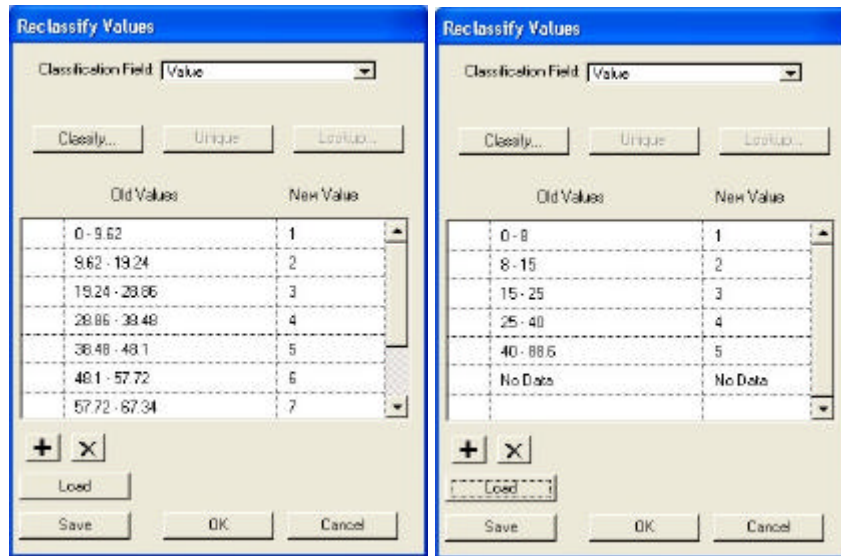 Reclassify Values
Classification Field: Value
Classify... Unique Lookup...
Old Values New Value
0 - 9.62 1
9.62 - 19.24 2
19.24 - 28.86 3
28.86 - 38.48 4
38.48 - 48.1 5
48.1 - 57.72 6
57.72 - 67.34 7
Load
Save OK Cancel
Reclassify Values
Classification Field: Value
Classify... Unique Lookup...
Old Values New Value
0 - 8 1
8 - 15 2
15 - 25 3
25 - 40 4
40 - 88.6 5
No Data No Data
Load
Save OK Cancel